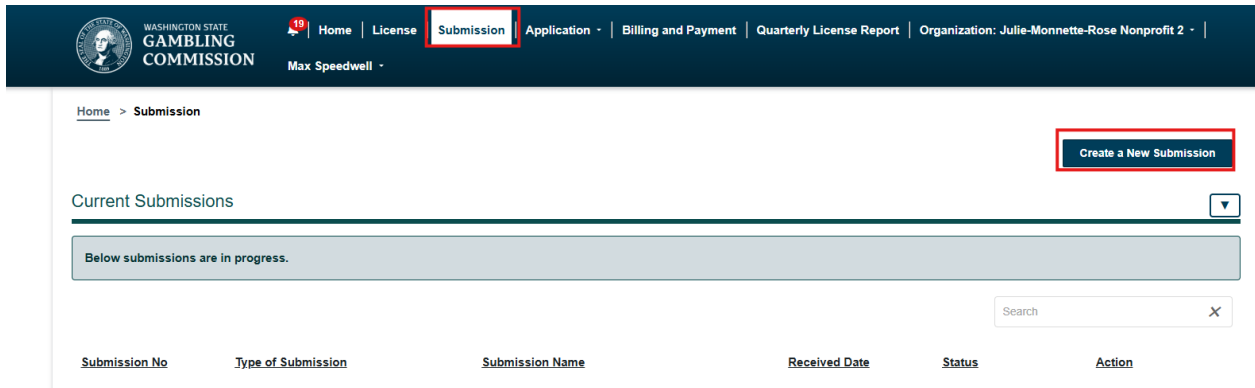 WASHINGTON STATE
GAMBLING
COMMISSION
19
Home | License | Submission | Application | Billing and Payment | Quarterly License Report | Organization: Julie-Monnette-Rose Nonprofit 2 |
Max Speedwell
Home > Submission
Create a New Submission
Current Submissions
Below submissions are in progress.
Search
Submission No Type of Submission Submission Name Received Date Status Action